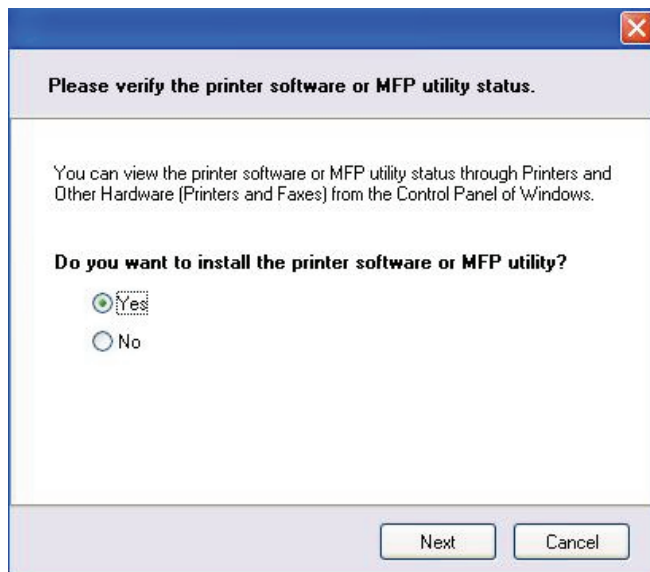 Please verify the printer software or MFP utility status.
You can view the printer software or MFP utility status through Printers and
Other Hardware (Printers and Faxes) from the Control Panel of Windows.
Do you want to install the printer software or MFP utility?
Yes
No
Next
Cancel